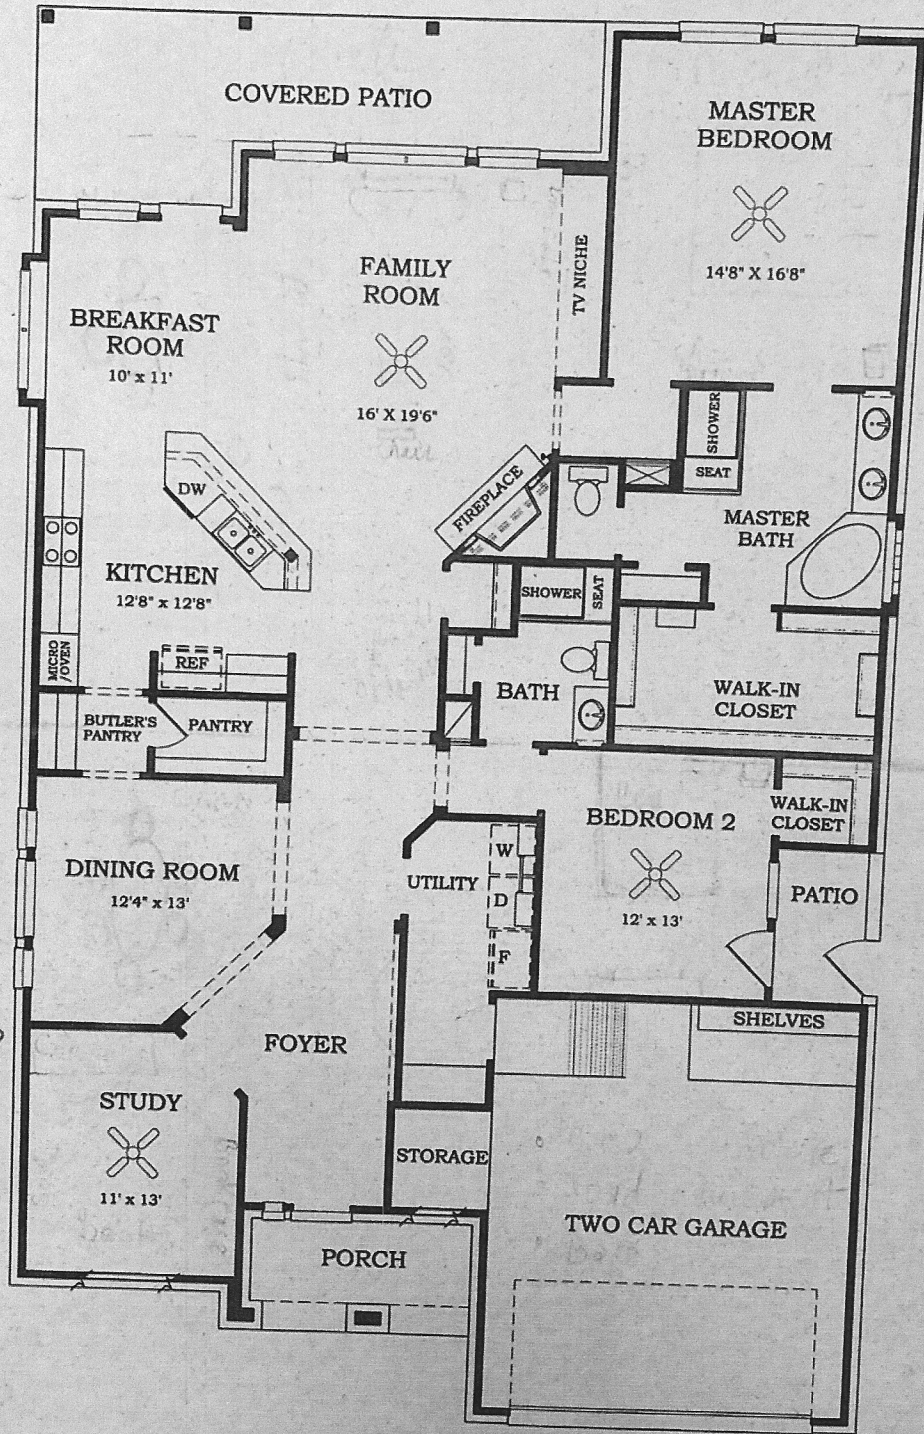 COVERED PATIO
MASTER
BEDROOM
14'8" X 16'8"
FAMILY
ROOM
16' X 19'6"
TV NICHE
BREAKFAST
ROOM
10' x 11'
DW
FIREPLACE
SHOWER
SEAT
MASTER
BATH
KITCHEN
12'8" x 12'8"
SHOWER
SEAT
MICRO
/OVEN
REF
BATH
WALK-IN
CLOSET
BUTLER'S
PANTRY
PANTRY
BEDROOM 2
12' x 13'
WALK-IN
CLOSET
DINING ROOM
12'4" x 13'
UTILITY
W
D
F
PATIO
FOYER
SHELVES
STUDY
11' x 13'
STORAGE
TWO CAR GARAGE
PORCH